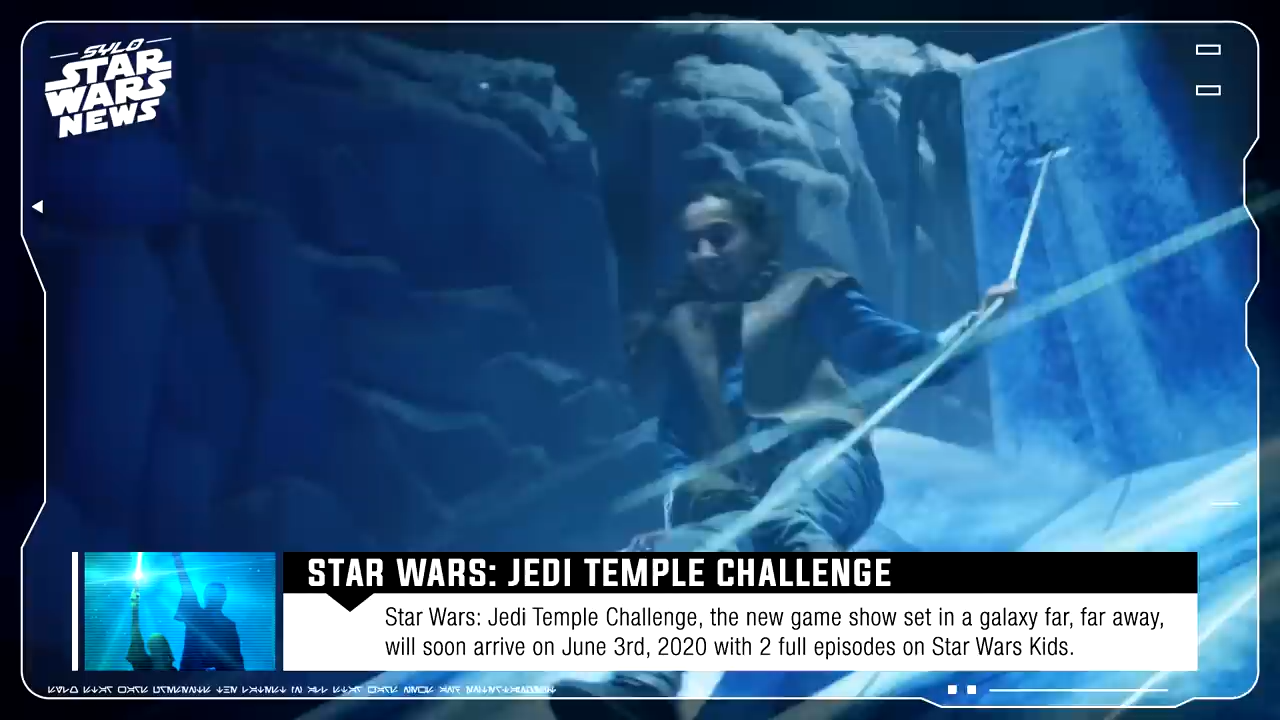 SYLO
STAR
WARS
NEWS
STAR WARS: JEDI TEMPLE CHALLENGE
Star Wars: Jedi Temple Challenge, the new game show set in a galaxy far, far away,
will soon arrive on June 3rd, 2020 with 2 full episodes on Star Wars Kids.